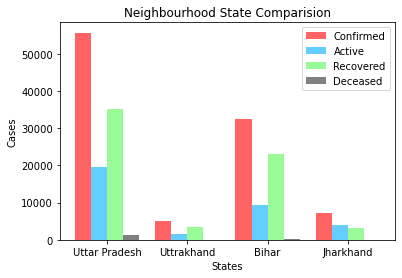 Neighbourhood State Comparision
Confirmed
Active
Recovered
Deceased
50000
40000
30000
20000
10000
0
Cases
Uttar Pradesh Uttrakhand Bihar Jharkhand
States